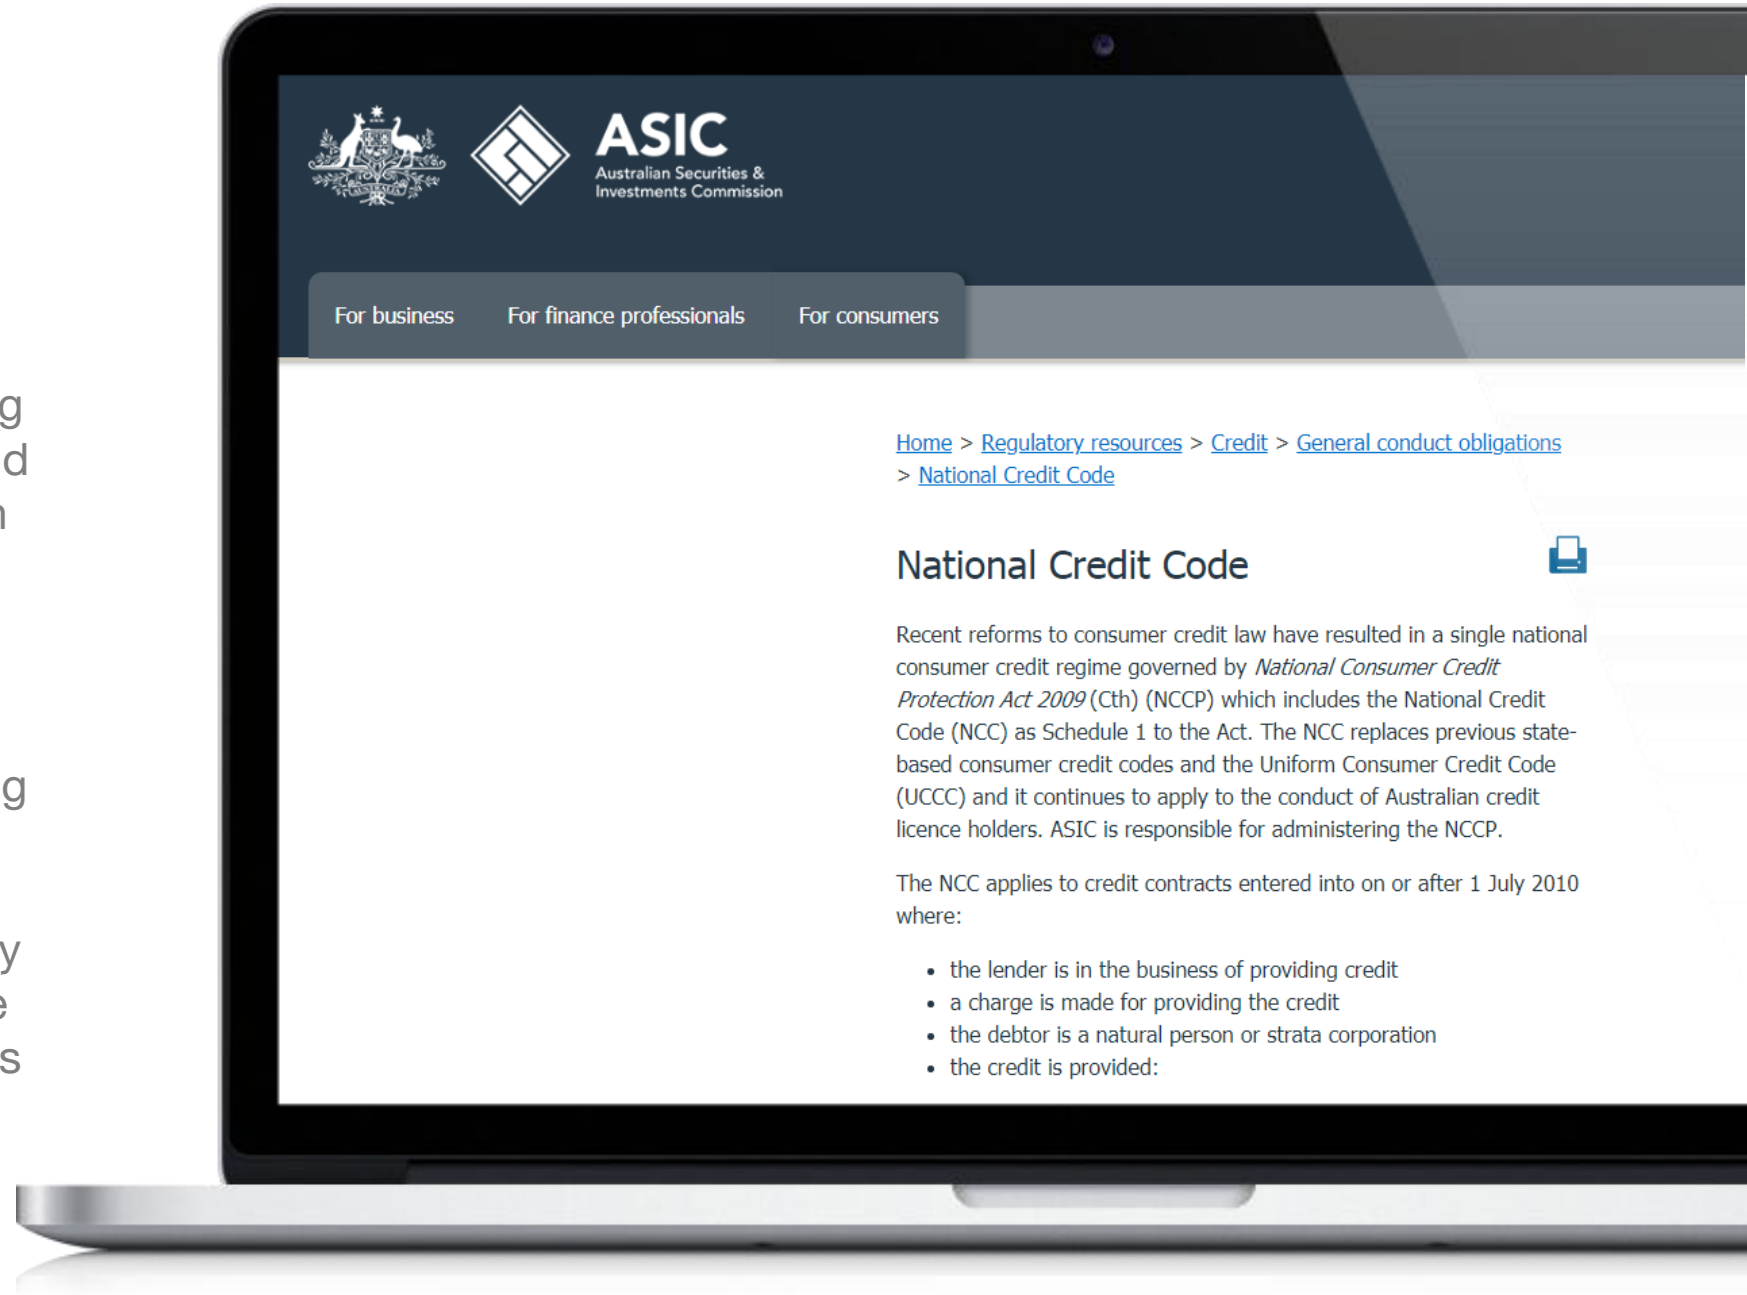 ASIC
Australian Securities &
Investments Commission
For business
For finance professionals
For consumers
Home > Regulatory resources > Credit > General conduct obligations
> National Credit Code
National Credit Code
Recent reforms to consumer credit law have resulted in a single national
consumer credit regime governed by National Consumer Credit
Protection Act 2009 (Cth) (NCCP) which includes the National Credit
Code (NCC) as Schedule 1 to the Act. The NCC replaces previous state-
based consumer credit codes and the Uniform Consumer Credit Code
(UCCC) and it continues to apply to the conduct of Australian credit
licence holders. ASIC is responsible for administering the NCCP.
The NCC applies to credit contracts entered into on or after 1 July 2010
where:
• the lender is in the business of providing credit
• a charge is made for providing the credit
• the debtor is a natural person or strata corporation
• the credit is provided: